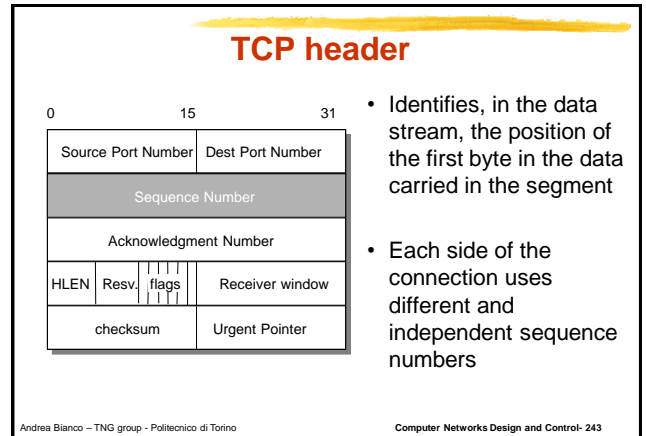 TCP header
0 15 31
Source Port Number Dest Port Number
Sequence Number
Acknowledgment Number
HLEN Resv. flags Receiver window
checksum Urgent Pointer
• Identifies, in the data
stream, the position of
the first byte in the data
carried in the segment
• Each side of the
connection uses
different and
independent sequence
numbers
Andrea Bianco – TNG group - Politecnico di Torino
Computer Networks Design and Control- 243